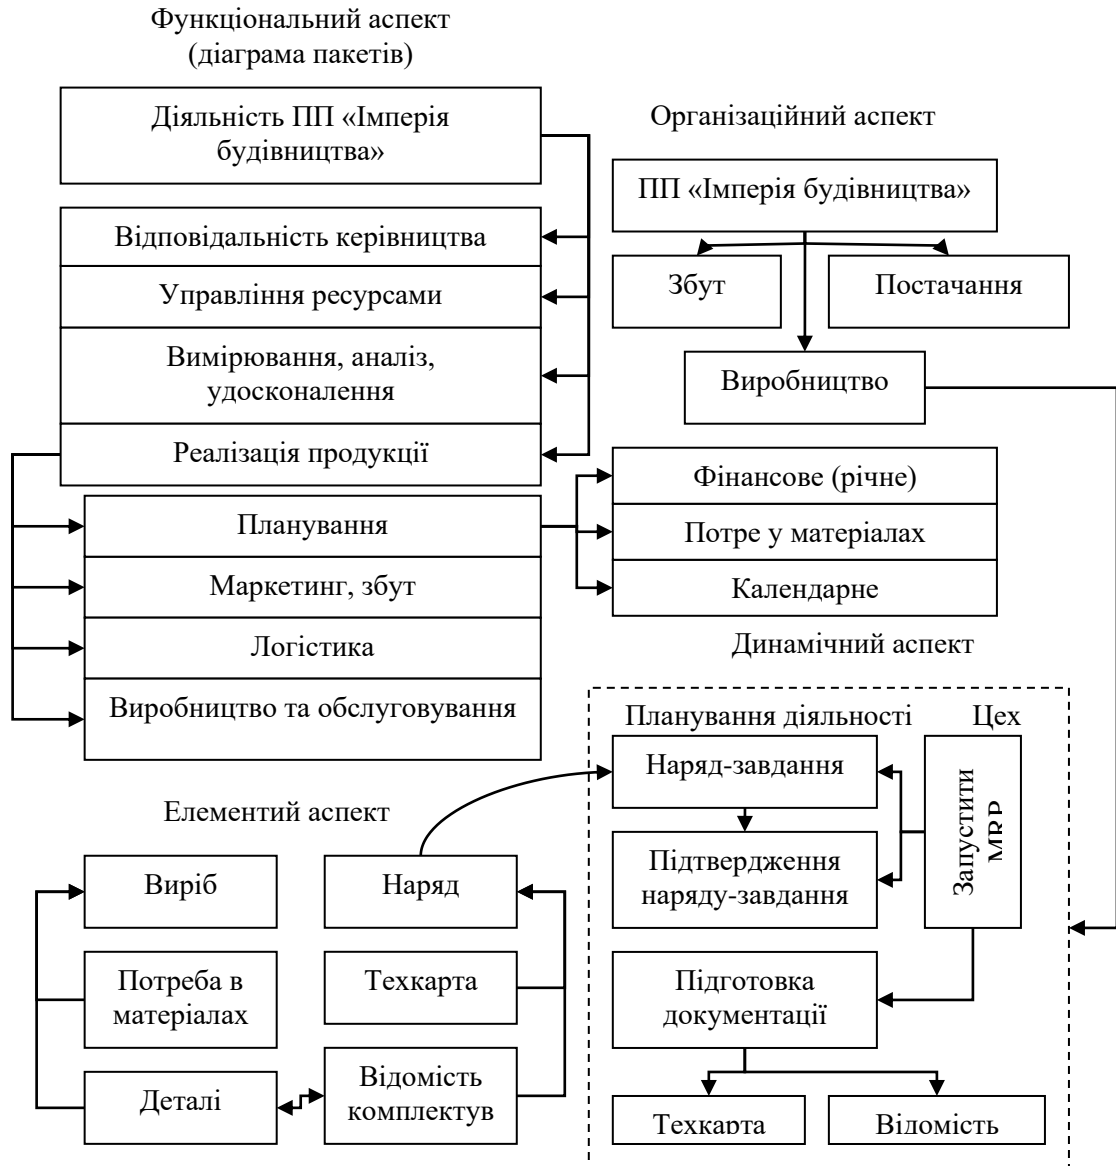 Функціональний аспект
(діаграма пакетів)
Діяльність ПП «Імперія
будівництва»
Відповідальність керівництва
Управління ресурсами
Вимірювання, аналіз,
удосконалення
Реалізація продукції
Планування
Маркетинг, збут
Логістика
Виробництво та обслуговування
Організаційний аспект
ПП «Імперія будівництва»
Збут
Постачання
Виробництво
Фінансове (річне)
Потре у матеріалах
Календарне
Динамічний аспект
Планування діяльності
Цех
Наряд-завдання
Підтвердження
наряду-завдання
Запустити
MRP
Підготовка
документації
Техкарта
Відомість
Елементий аспект
Виріб
Потреба в
матеріалах
Деталі
Наряд
Техкарта
Відомість
комплектув